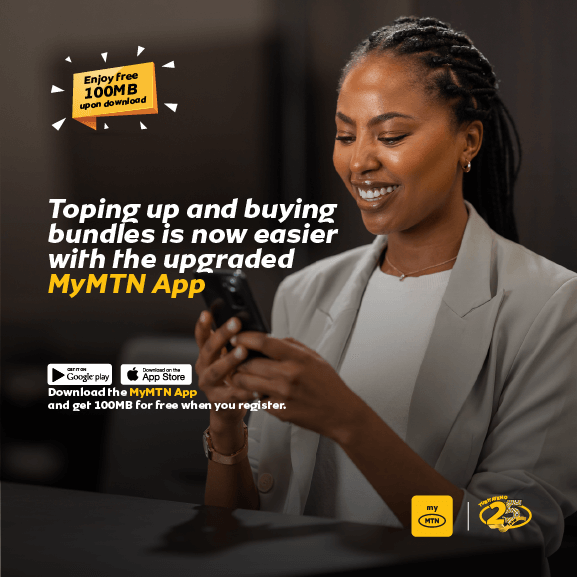 Enjoy free
100MB
upon download
Toping up and buying
bundles is now easier
with the upgraded
MyMTN App
GET IT ON
Google play
Download on the
App Store
Download the MyMTN App
and get 100MB for free when you register.
my
MTN
25